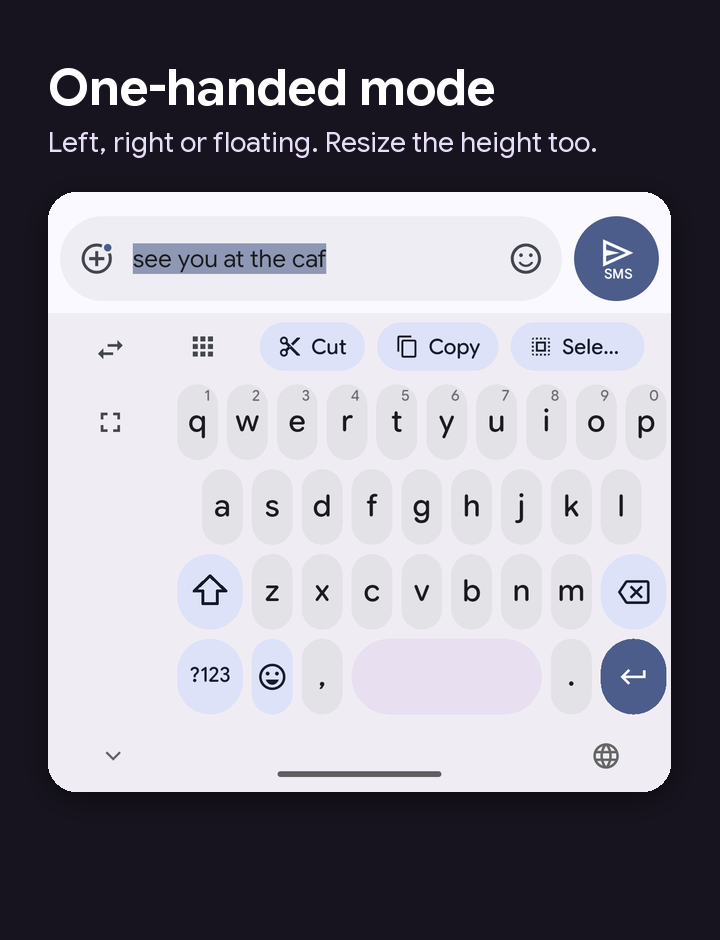 One-handed mode
Left, right or floating. Resize the height too.
see you at the caf
SMS
Cut Copy Sele...
1 2 3 4 5 6 7 8 9 0
q w e r t y u i o p
a s d f g h j k l
z x c v b n m
?123 , .